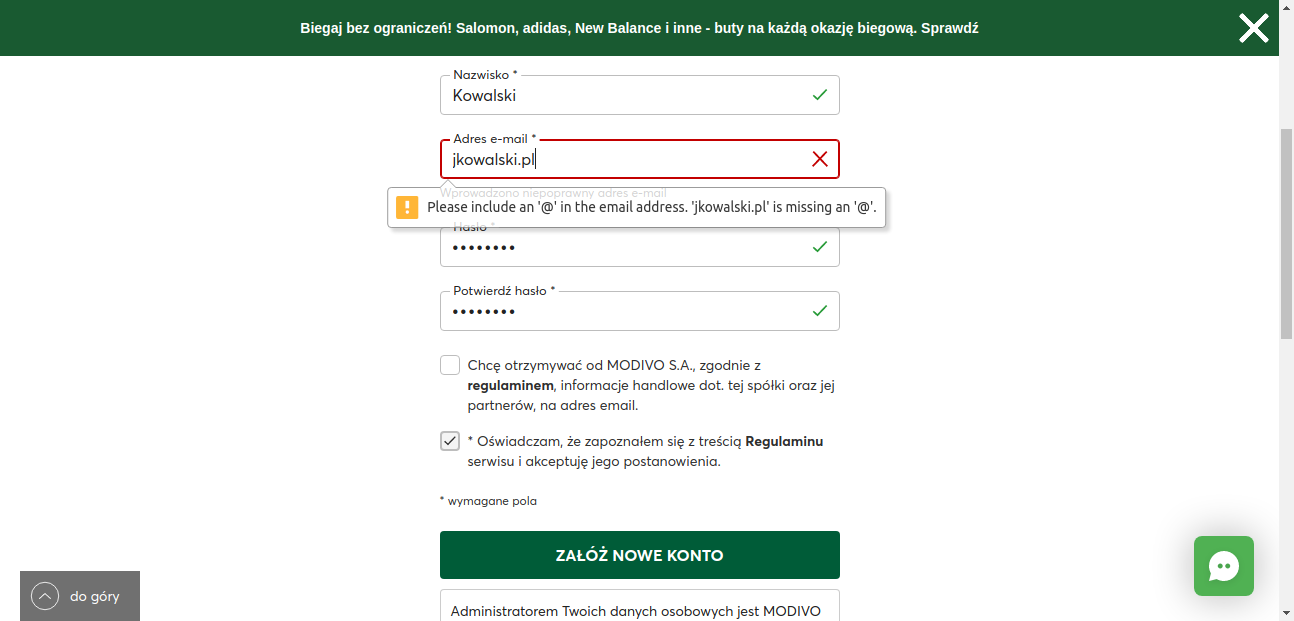 Biegaj bez ograniczeń! Salomon, adidas, New Balance i inne - buty na każdą okazję biegową. Sprawdź
Nazwisko *
Kowalski
Adres e-mail *
jkowalski.pl
Wprowadzono niepoprawny adres e-mail
Please include an '@' in the email address. 'jkowalski.pl' is missing an '@'.
Hasło *
••••••••
Potwierdź hasło *
••••••••
Chcę otrzymywać od MODIVO S.A., zgodnie z
regulaminem, informacje handlowe dot. tej spółki oraz jej
partnerów, na adres email.
* Oświadczam, że zapoznałem się z treścią Regulaminu
serwisu i akceptuję jego postanowienia.
* wymagane pola
ZAŁÓŻ NOWE KONTO
do góry
Administratorem Twoich danych osobowych jest MODIVO